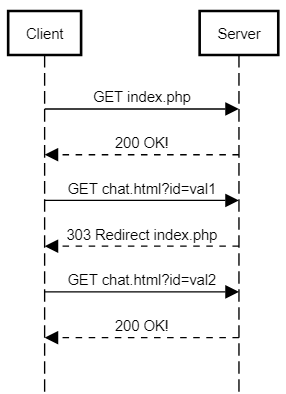 Client
Server
GET index.php
200 OK!
GET chat.html?id=val1
303 Redirect index.php
GET chat.html?id=val2
200 OK!